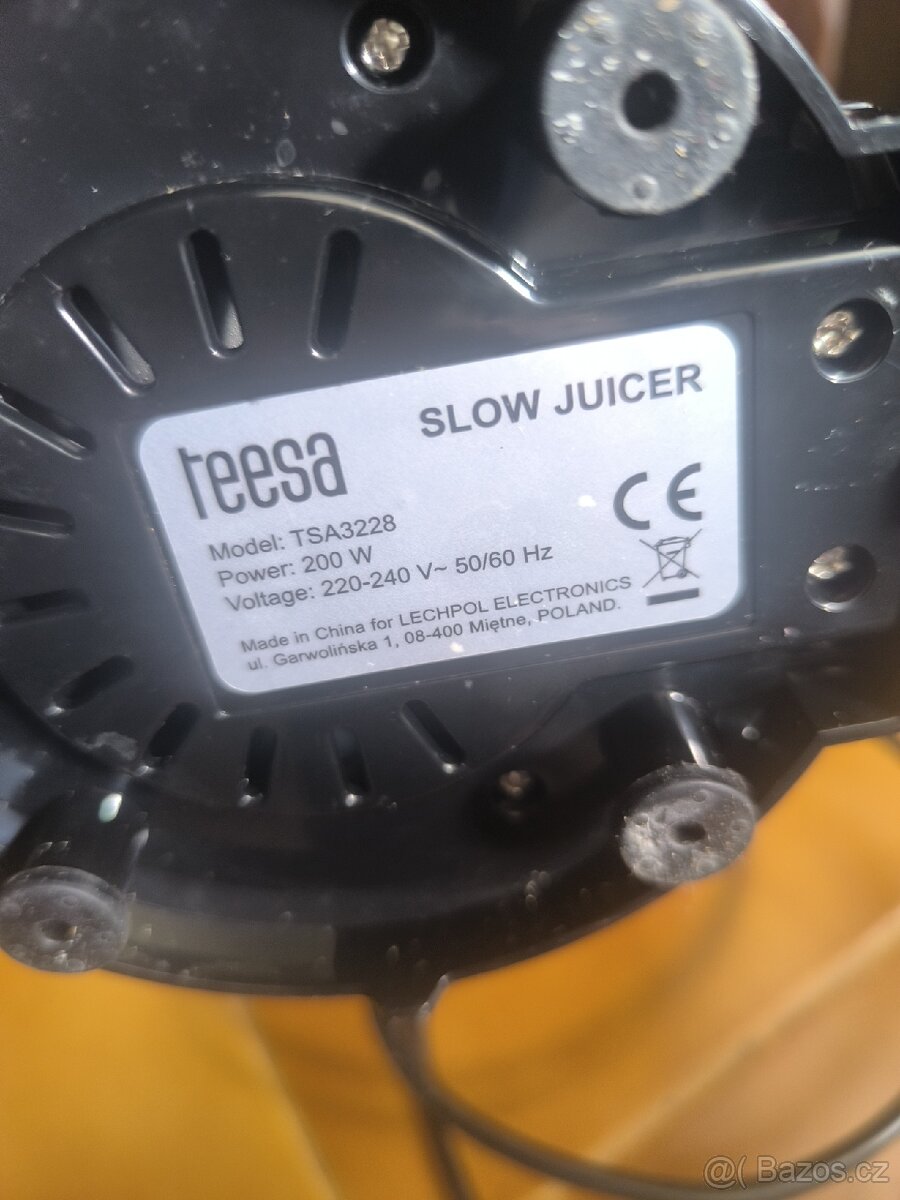 SLOW JUICER
teesa
Model: TSA3228
Power: 200 W
Voltage: 220-240 V~ 50/60 Hz
CE
Made in China for LECHPOL ELECTRONICS
ul. Garwolińska 1, 08-400 Miętne, POLAND.
@( Bazos.cz